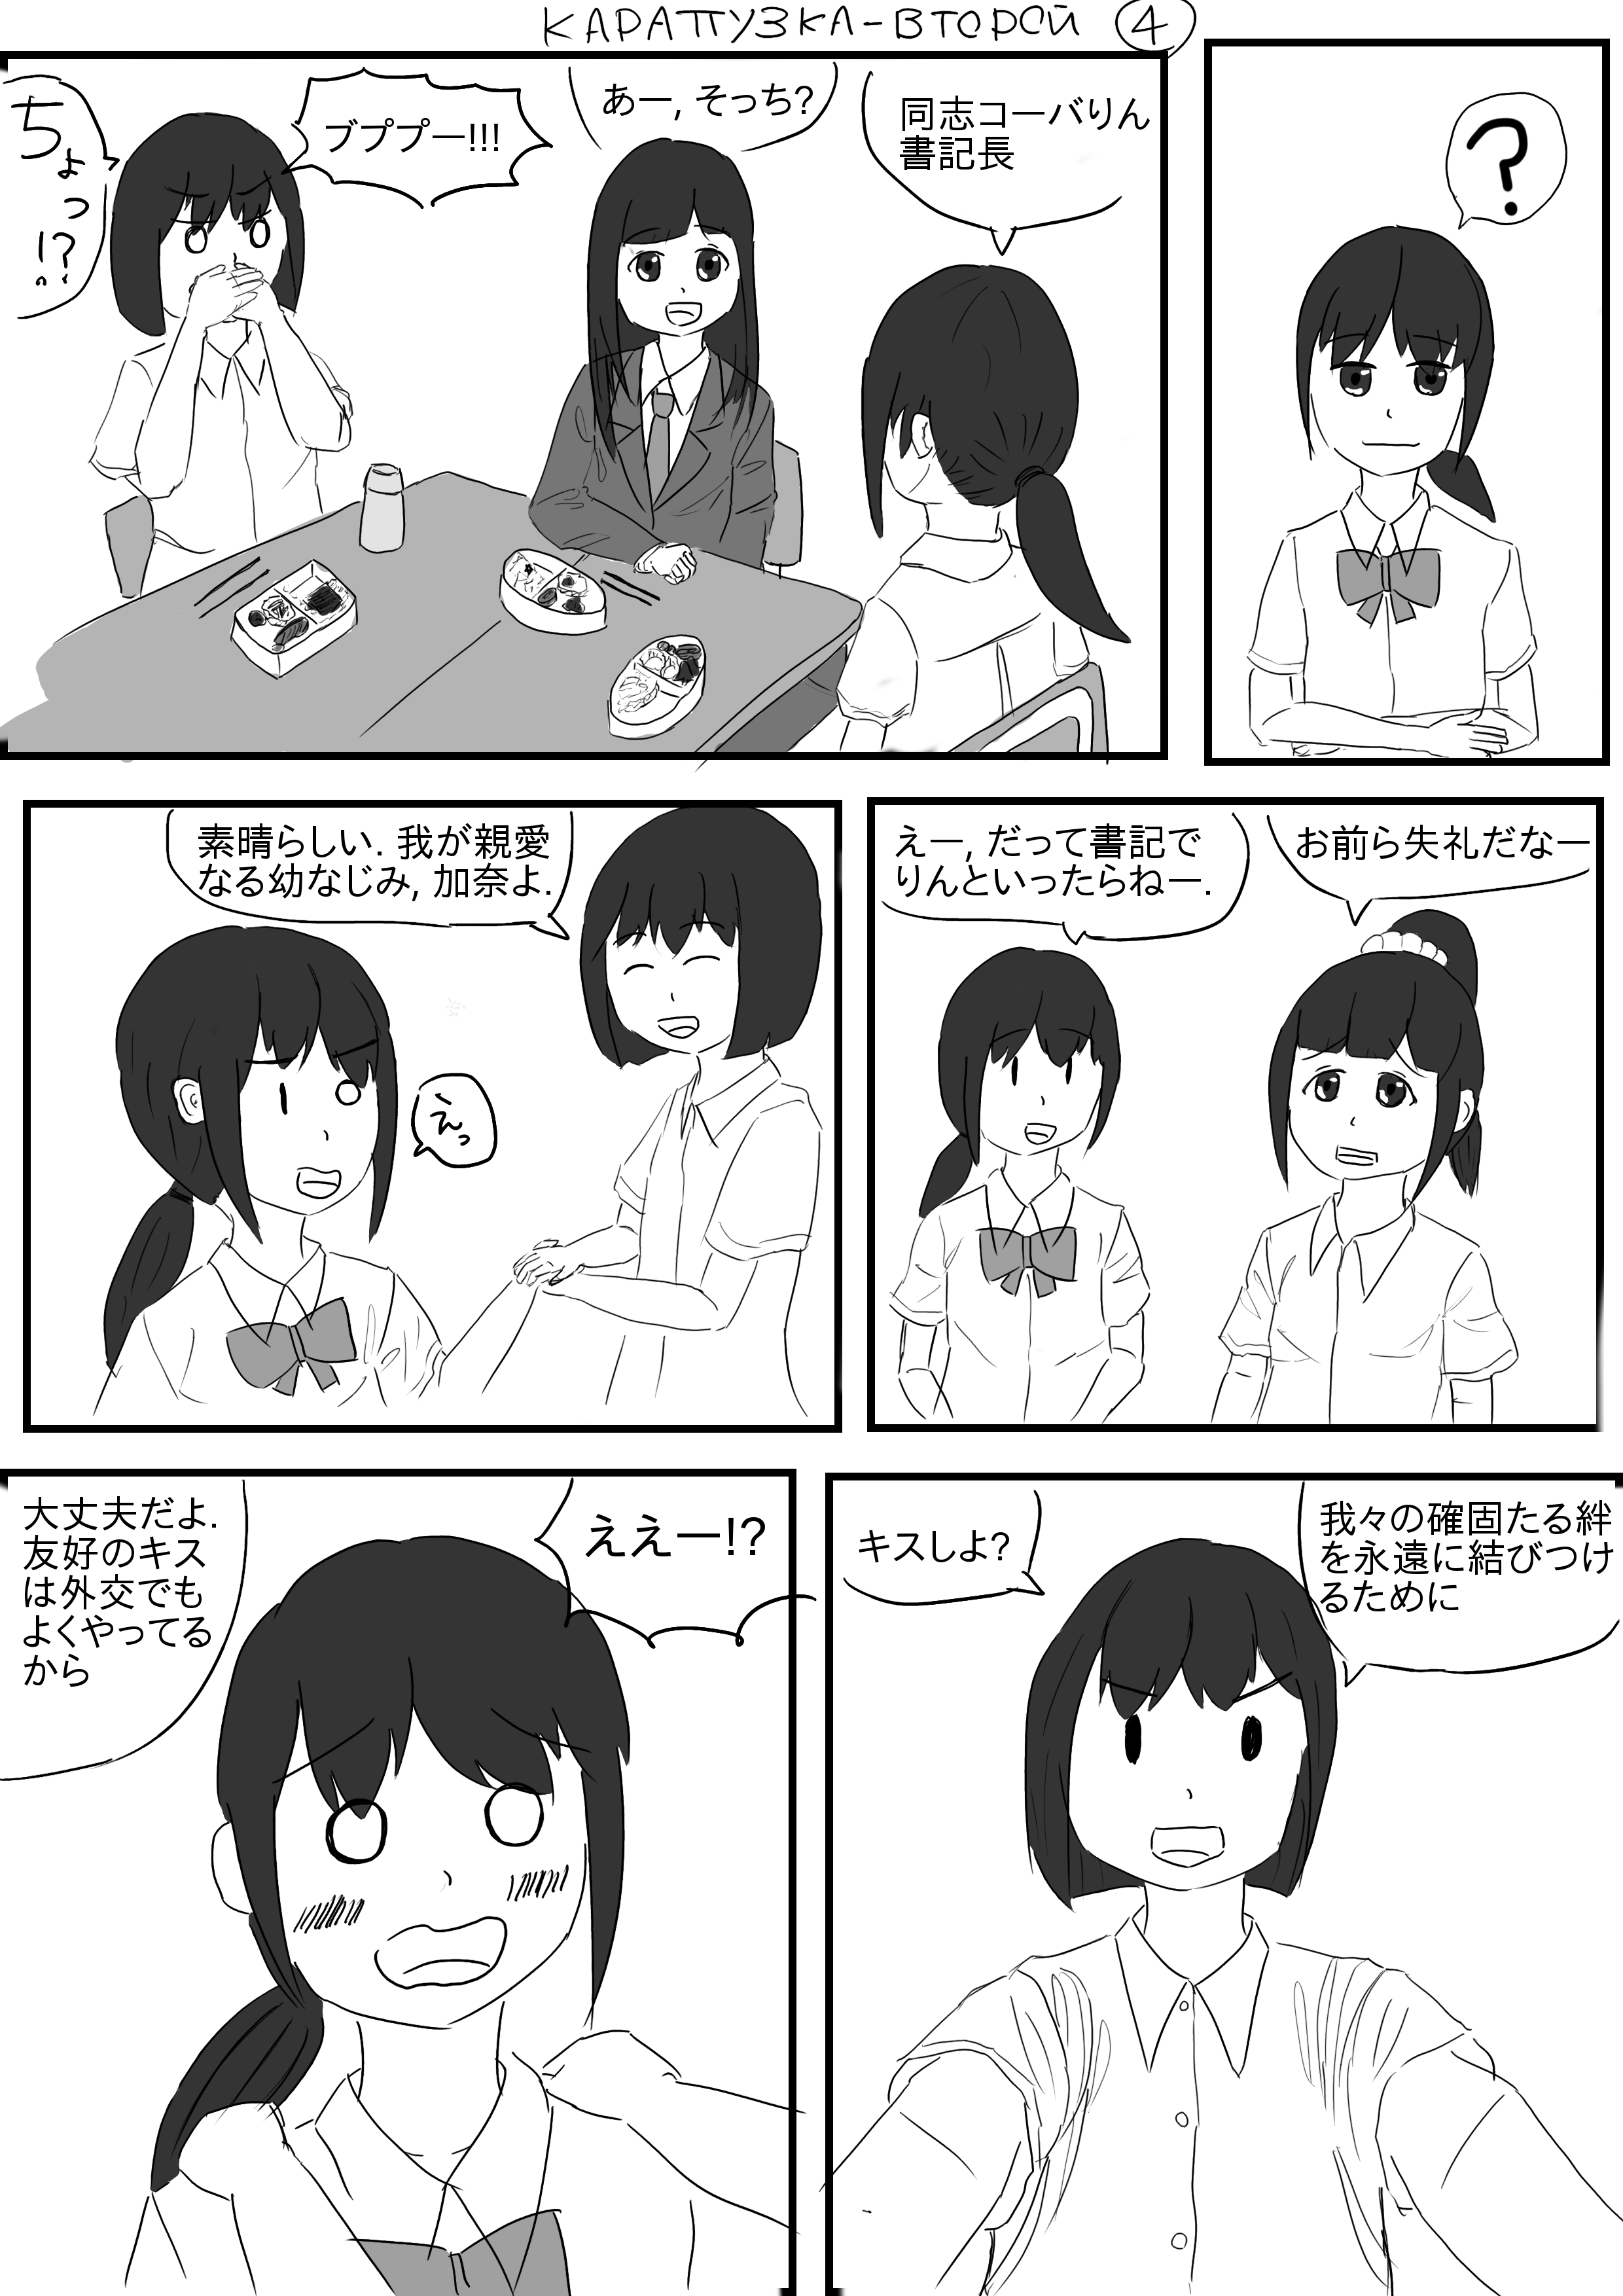 КАРАПУЗКА-ВТОРОЙ ④
?
同志コーバりん
書記長
あー, そっち?
ブププー!!!
ちょっ!?
お前ら失礼だなー
えー, だって書記で
りんといったらねー.
素晴らしい. 我が親愛
なる幼なじみ, 加奈よ.
えっ
我々の確固たる絆
を永遠に結びつけ
るために
キスしよ?
ええー!?
大丈夫だよ.
友好のキス
は外交でも
よくやってる
から